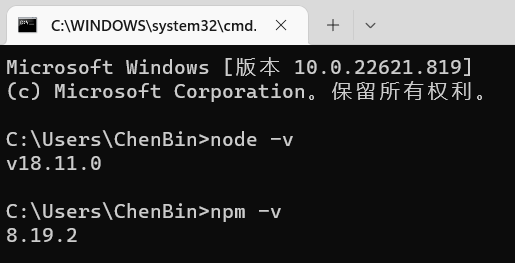 C:\WINDOWS\system32\cmd.
Microsoft Windows [版本 10.0.22621.819]
(c) Microsoft Corporation。保留所有权利。
C:\Users\ChenBin>node -v
v18.11.0
C:\Users\ChenBin>npm -v
8.19.2